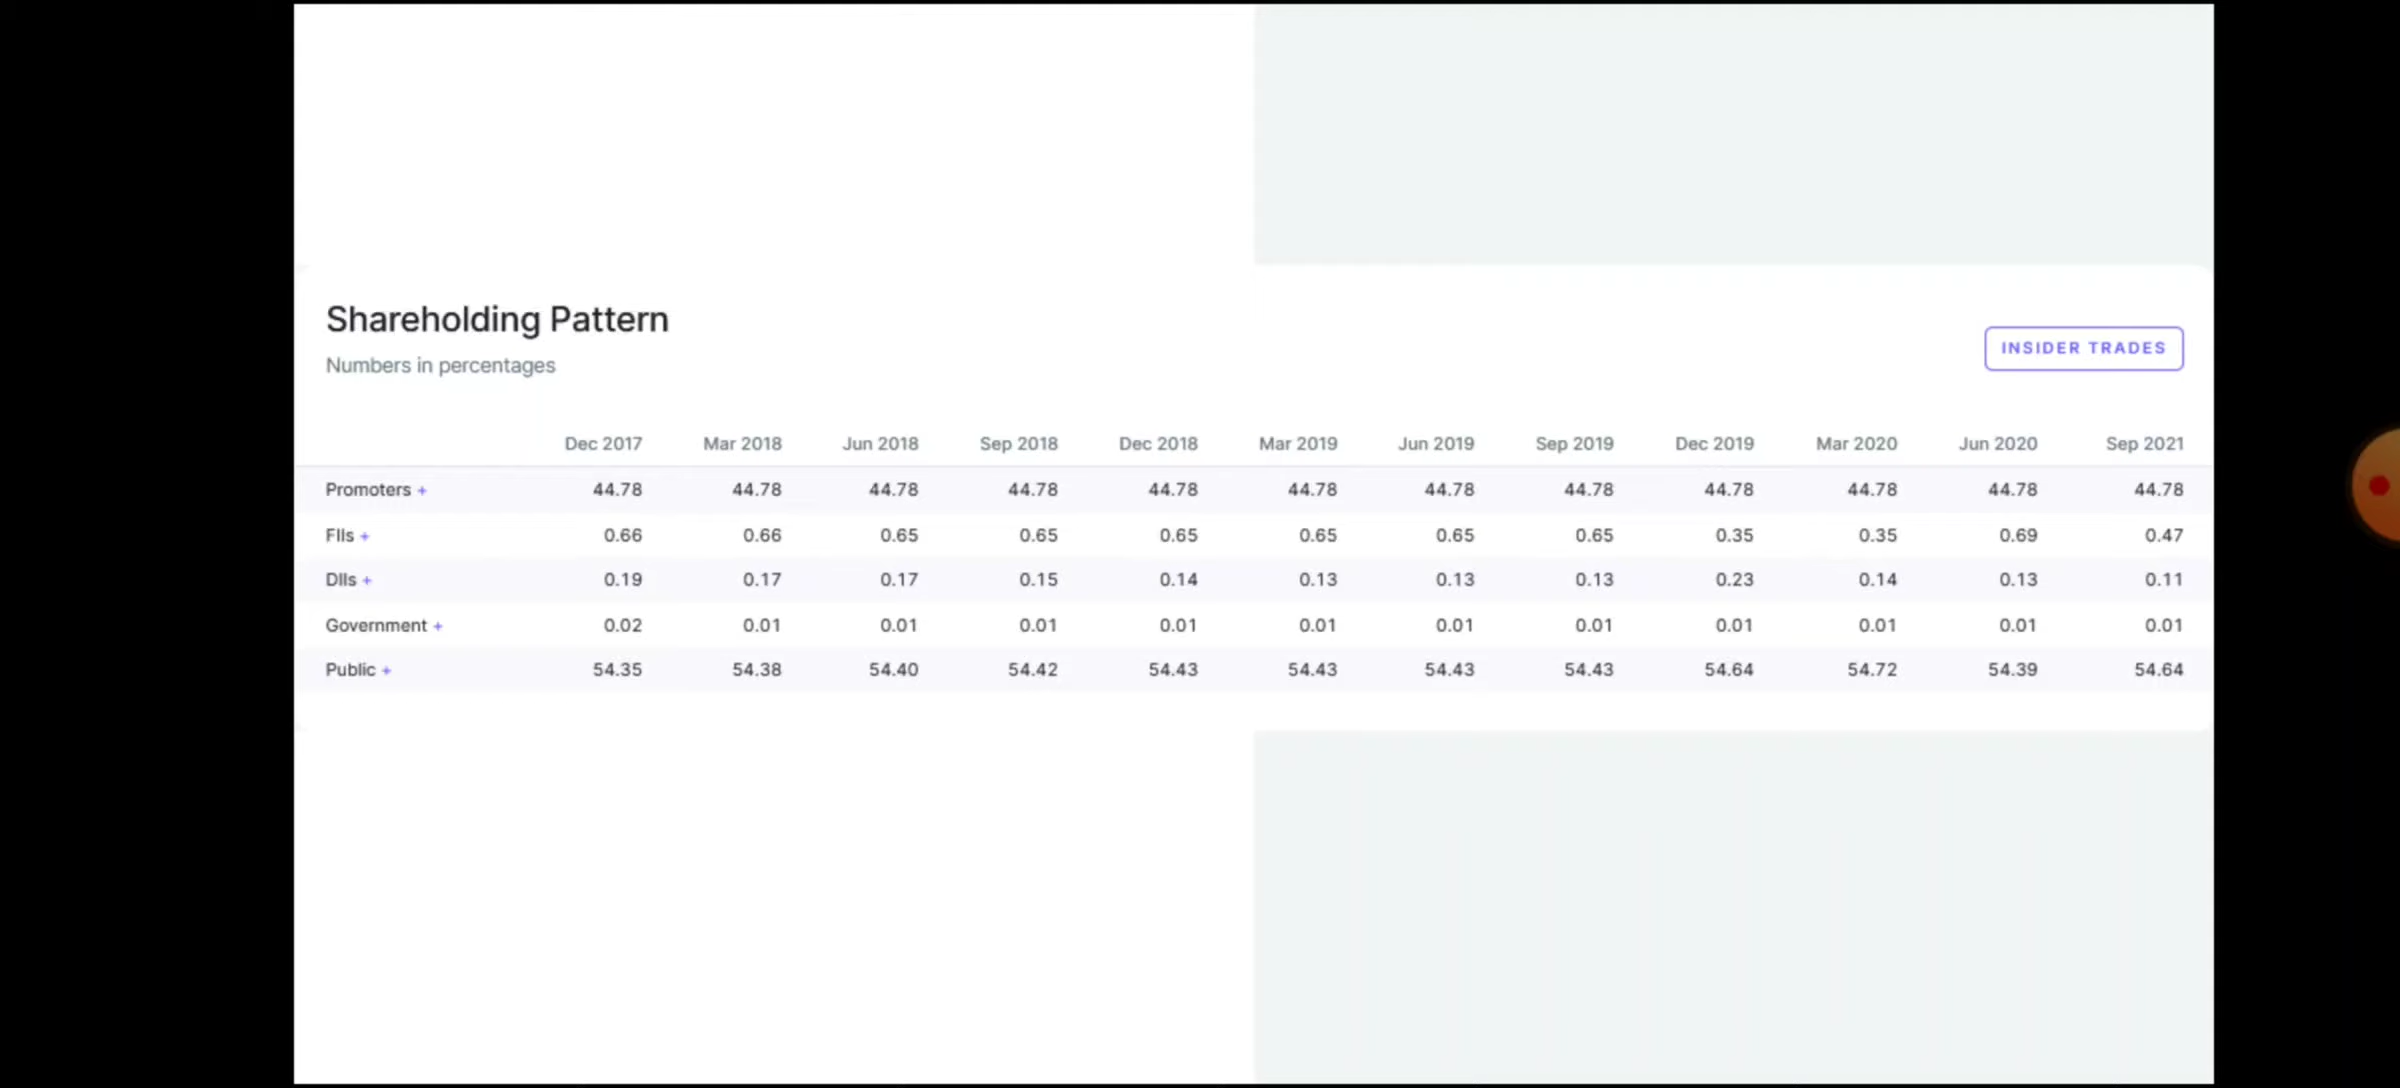 Shareholding Pattern
Numbers in percentages
INSIDER TRADES
Dec 2017 Mar 2018 Jun 2018 Sep 2018 Dec 2018 Mar 2019 Jun 2019 Sep 2019 Dec 2019 Mar 2020 Jun 2020 Sep 2021
Promoters + 44.78 44.78 44.78 44.78 44.78 44.78 44.78 44.78 44.78 44.78 44.78 44.78
FIIs + 0.66 0.66 0.65 0.65 0.65 0.65 0.65 0.65 0.35 0.35 0.69 0.47
DIIs + 0.19 0.17 0.17 0.15 0.14 0.13 0.13 0.13 0.23 0.14 0.13 0.11
Government + 0.02 0.01 0.01 0.01 0.01 0.01 0.01 0.01 0.01 0.01 0.01 0.01
Public + 54.35 54.38 54.40 54.42 54.43 54.43 54.43 54.43 54.64 54.72 54.39 54.64